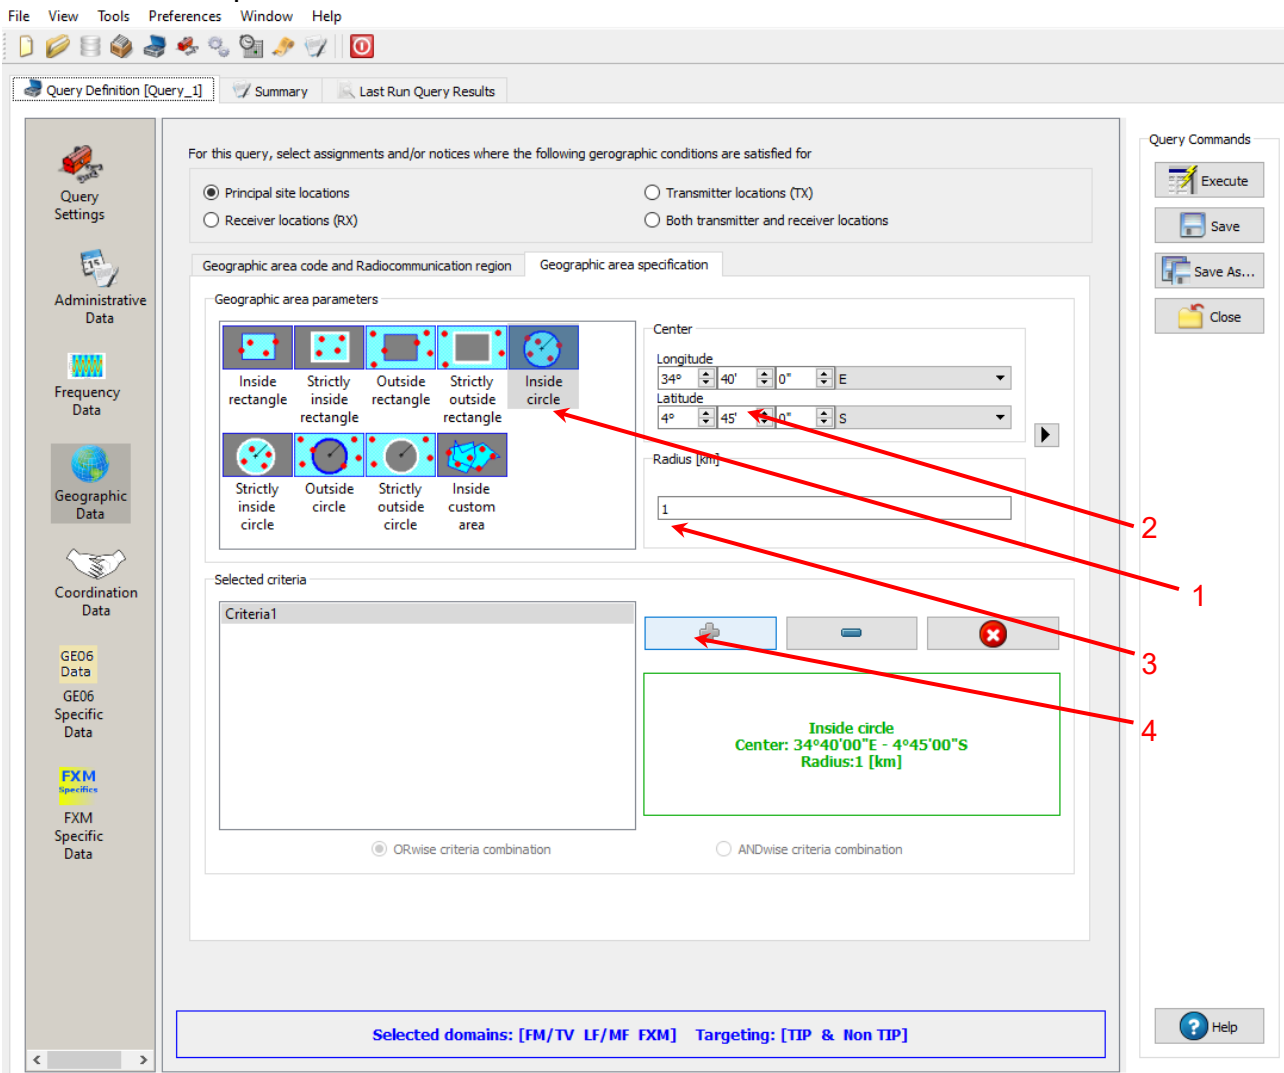 File View Tools Preferences Window Help
Query Definition [Query_1] Summary Last Run Query Results
Query Settings
Administrative Data
Frequency Data
Geographic Data
Coordination Data
GE06 Data
GE06 Specific Data
FXM Specifics
FXM Specific Data
For this query, select assignments and/or notices where the following gerographic conditions are satisfied for
Principal site locations
Transmitter locations (TX)
Receiver locations (RX)
Both transmitter and receiver locations
Geographic area code and Radiocommunication region
Geographic area specification
Geographic area parameters
Inside rectangle
Strictly inside rectangle
Outside rectangle
Strictly outside rectangle
Inside circle
Strictly inside circle
Outside circle
Strictly outside circle
Inside custom area
Center
Longitude
34° 40' 0" E
Latitude
4° 45' 0" S
Radius [km]
1
Selected criteria
Criteria1
Inside circle
Center: 34°40'00"E - 4°45'00"S
Radius:1 [km]
ORwise criteria combination
ANDwise criteria combination
Selected domains: [FM/TV LF/MF FXM] Targeting: [TIP & Non TIP]
Query Commands
Execute
Save
Save As...
Close
Help
2
1
3
4